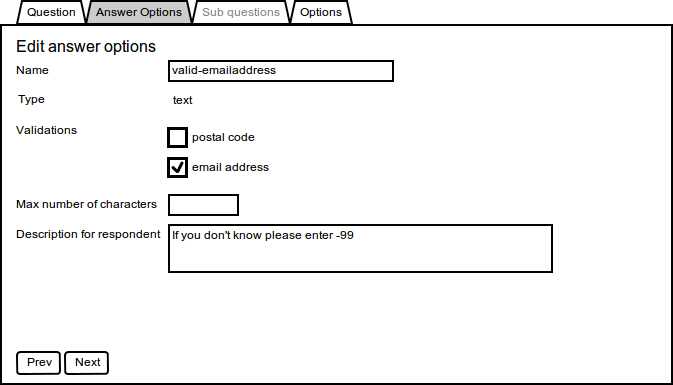 Question Answer Options Sub questions Options
Edit answer options
Name valid-emailaddress
Type text
Validations postal code
email address
Max number of characters
Description for respondent If you don't know please enter -99
Prev Next